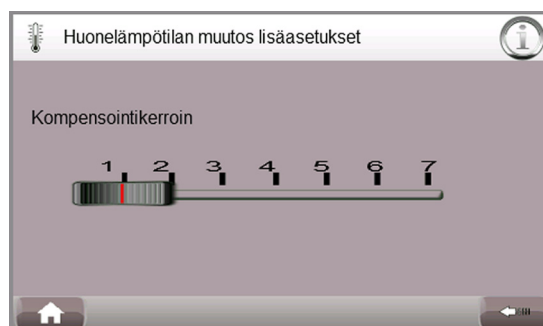 Huonelämpötilan muutos lisäasetukset
Kompensointikerroin
1 2 3 4 5 6 7